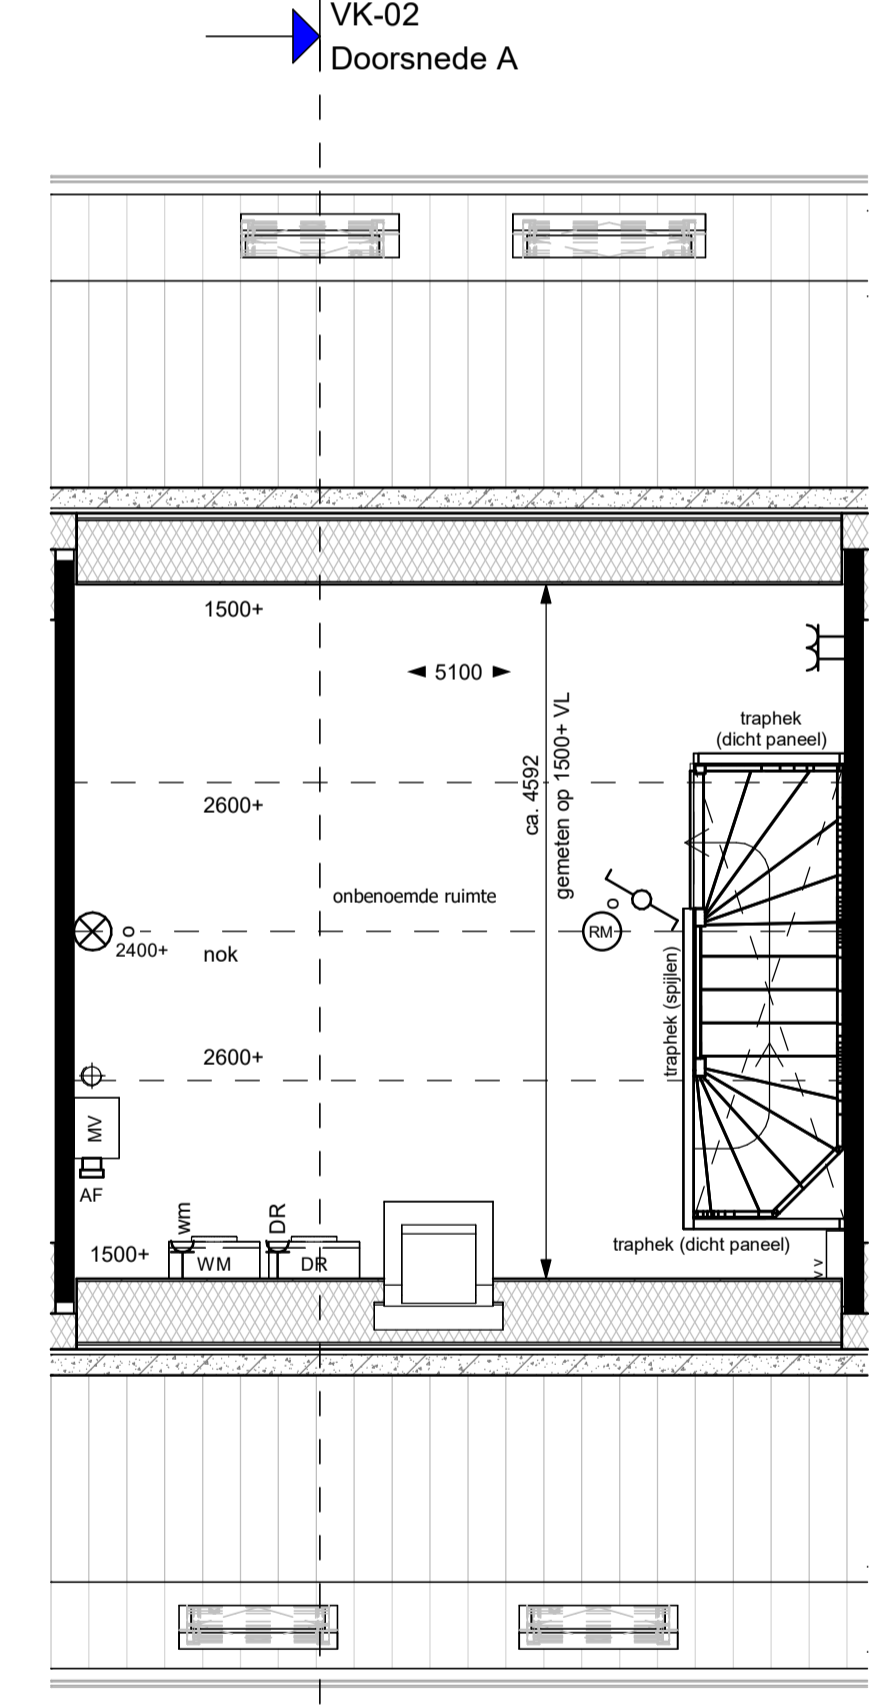 VK-02
Doorsnede A
1500+
5100
traphek
(dicht paneel)
2600+
ca. 4592
gemeten op 1500+ VL
onbenoemde ruimte
RM
2400+
nok
traphek (spijlen)
2600+
MV
AF
wm
DR
1500+
WM
DR
traphek (dicht paneel)